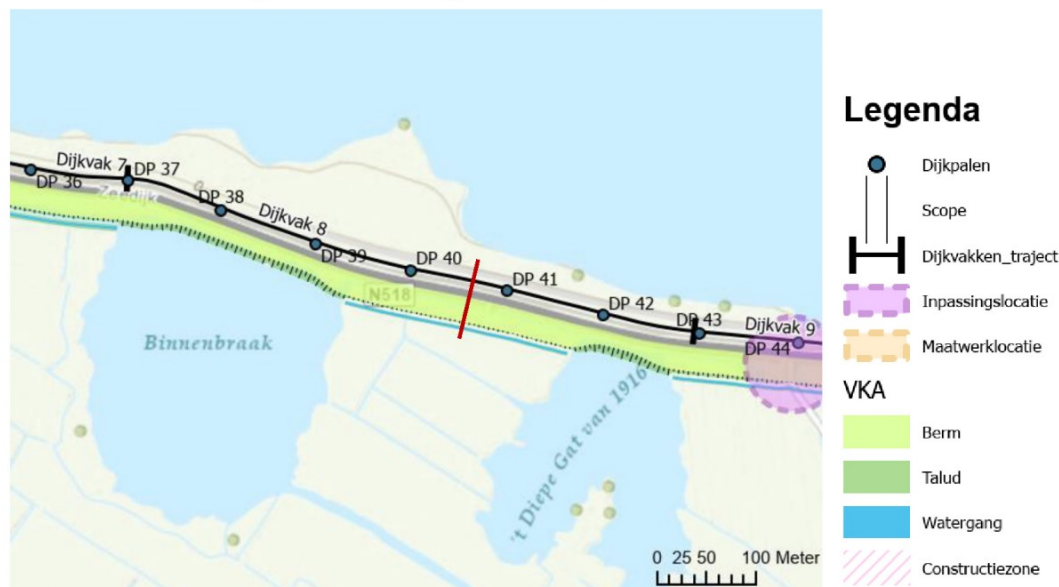 Dijkvak 7
DP 37
DP 36
Zeedijk
DP 38
Dijkvak 8
DP 39
DP 40
N518
DP 41
DP 42
DP 43
Dijkvak 9
DP 44
Binnenbraak
't Diepe Gat van 1916
0 25 50 100 Meter
Legenda
Dijkpalen
Scope
Dijkvakken_traject
Inpassingslocatie
Maatwerklocatie
VKA
Berm
Talud
Watergang
Constructiezone